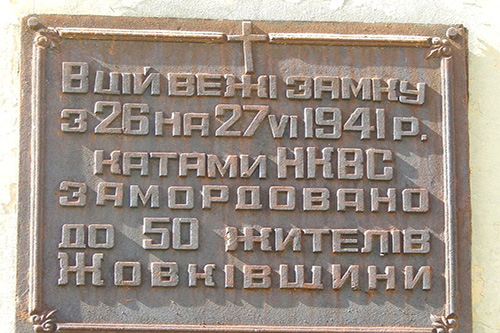 В ЦІЙ ВЕЖІ ЗАМКУ
З 26 НА 27 VI 1941 Р.
КАТАМИ НКВС
ЗАМОРДОВАНО
ДО 50 ЖИТЕЛІВ
ЖОВКІВЩИНИ